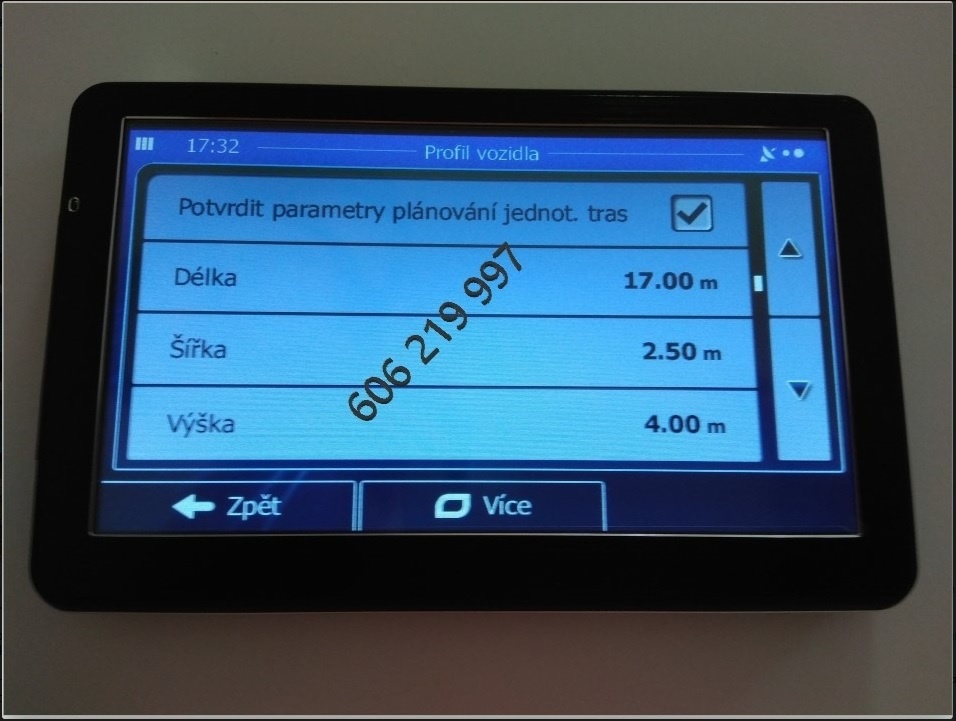 17:32 Profil vozidla
Potvrdit parametry plánování jednot. tras
Délka 17.00 m
Šířka 2.50 m
Výška 4.00 m
606 219 997
Zpět Více